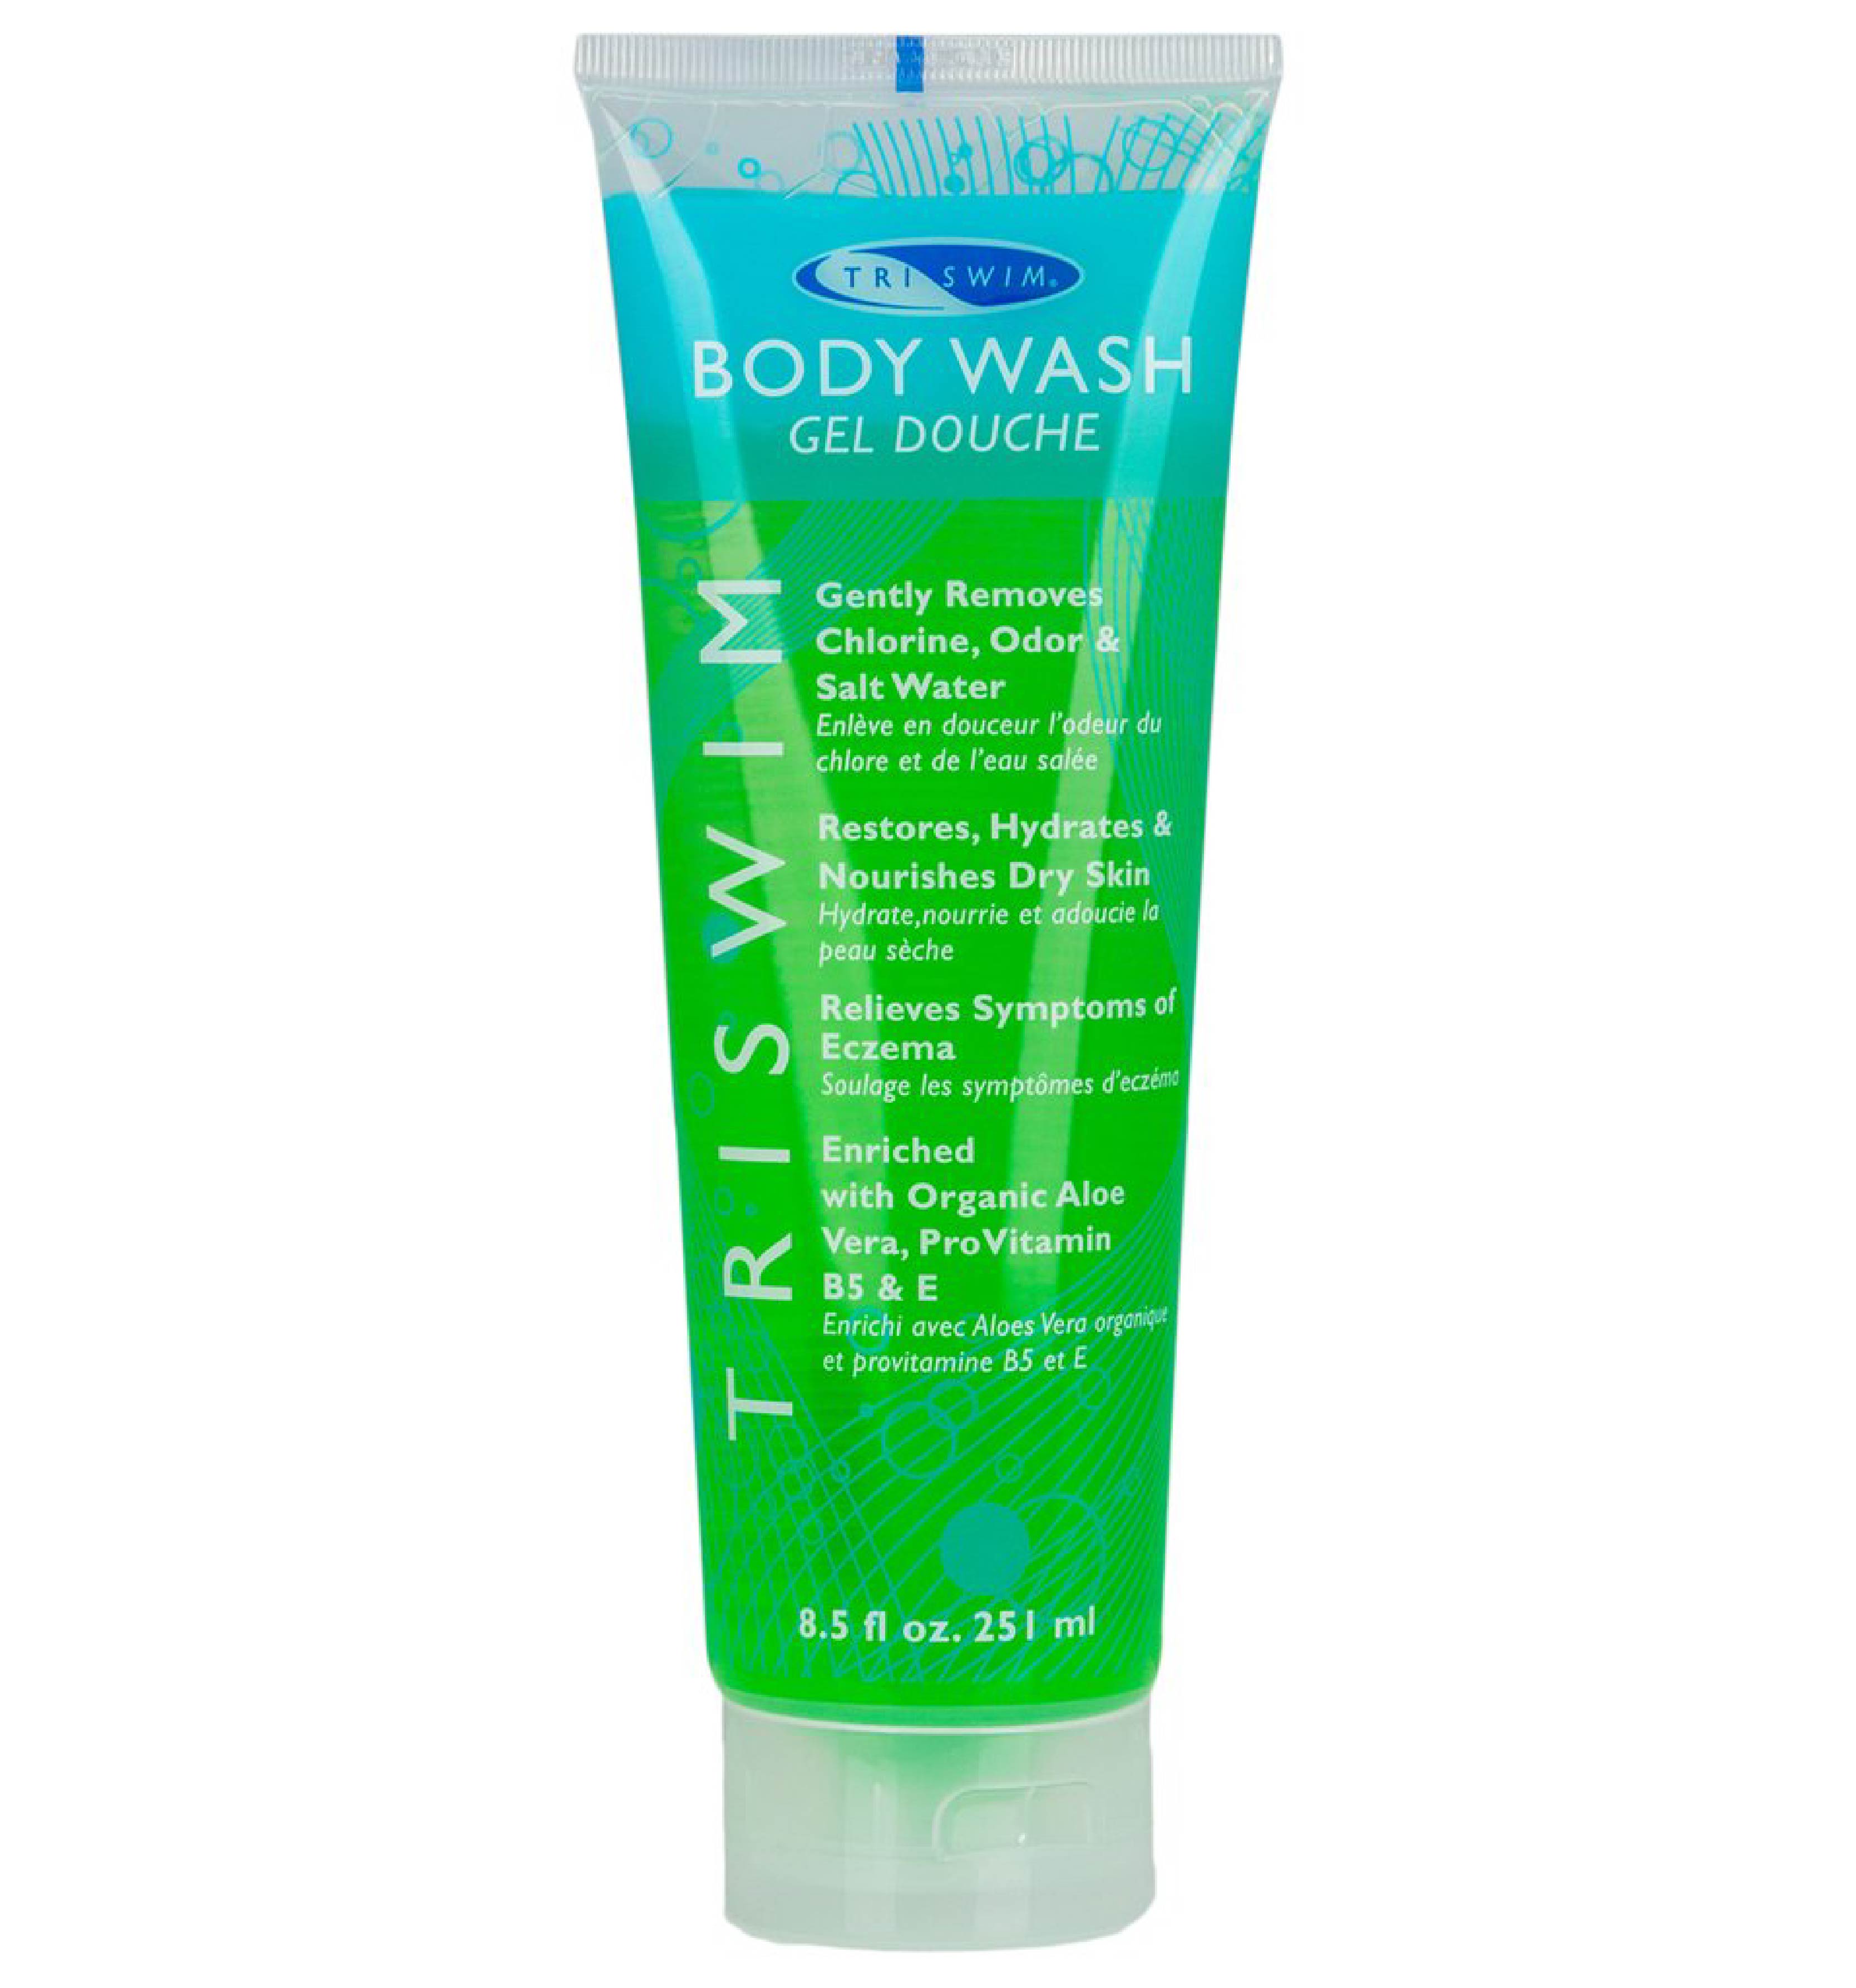 TRISWIM®
BODY WASH
GEL DOUCHE
TRISWIM
Gently Removes
Chlorine, Odor &
Salt Water
Enlève en douceur l'odeur du
chlore et de l'eau salée
Restores, Hydrates &
Nourishes Dry Skin
Hydrate,nourrie et adoucie la
peau sèche
Relieves Symptoms of
Eczema
Soulage les symptômes d'eczéma
Enriched
with Organic Aloe
Vera, ProVitamin
B5 & E
Enrichi avec Aloes Vera organique
et provitamine B5 et E
8.5 fl oz. 251 ml